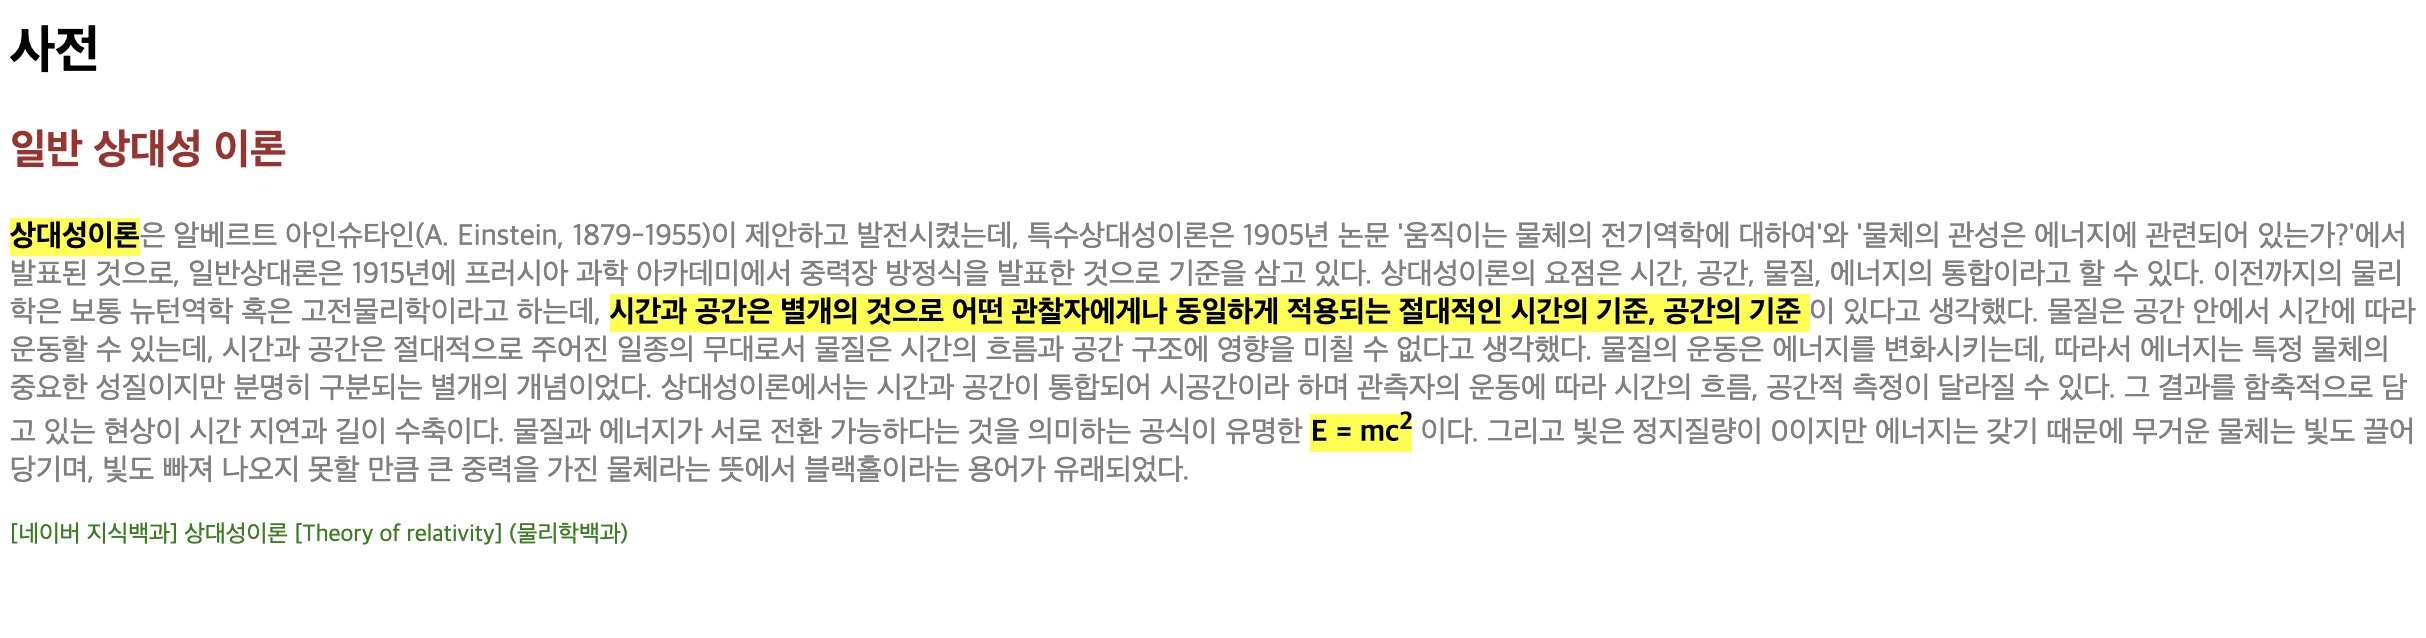 사전
일반 상대성 이론
상대성이론은 알베르트 아인슈타인(A. Einstein, 1879-1955)이 제안하고 발전시켰는데, 특수상대성이론은 1905년 논문 '움직이는 물체의 전기역학에 대하여'와 '물체의 관성은 에너지에 관련되어 있는가?'에서
발표된 것으로, 일반상대론은 1915년에 프러시아 과학 아카데미에서 중력장 방정식을 발표한 것으로 기준을 삼고 있다. 상대성이론의 요점은 시간, 공간, 물질, 에너지의 통합이라고 할 수 있다. 이전까지의 물리
학은 보통 뉴턴역학 혹은 고전물리학이라고 하는데, 시간과 공간은 별개의 것으로 어떤 관찰자에게나 동일하게 적용되는 절대적인 시간의 기준, 공간의 기준 이 있다고 생각했다. 물질은 공간 안에서 시간에 따라
운동할 수 있는데, 시간과 공간은 절대적으로 주어진 일종의 무대로서 물질은 시간의 흐름과 공간 구조에 영향을 미칠 수 없다고 생각했다. 물질의 운동은 에너지를 변화시키는데, 따라서 에너지는 특정 물체의
중요한 성질이지만 분명히 구분되는 별개의 개념이었다. 상대성이론에서는 시간과 공간이 통합되어 시공간이라 하며 관측자의 운동에 따라 시간의 흐름, 공간적 측정이 달라질 수 있다. 그 결과를 함축적으로 담
고 있는 현상이 시간 지연과 길이 수축이다. 물질과 에너지가 서로 전환 가능하다는 것을 의미하는 공식이 유명한 E = mc² 이다. 그리고 빛은 정지질량이 0이지만 에너지는 갖기 때문에 무거운 물체는 빛도 끌어
당기며, 빛도 빠져 나오지 못할 만큼 큰 중력을 가진 물체라는 뜻에서 블랙홀이라는 용어가 유래되었다.
[네이버 지식백과] 상대성이론 [Theory of relativity] (물리학백과)